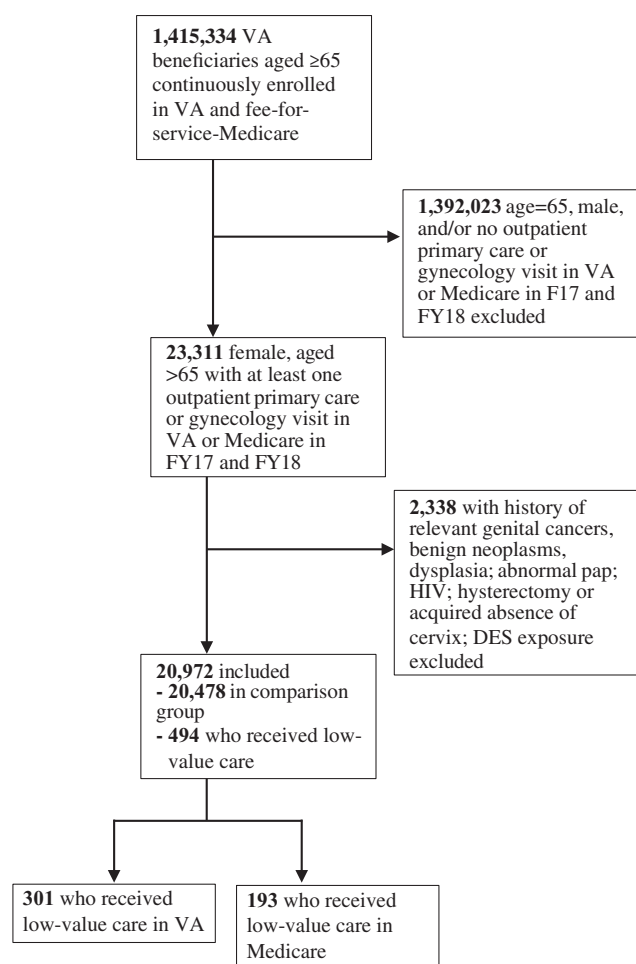 1,415,334 VA
beneficiaries aged ≥65
continuously enrolled
in VA and fee-for-
service-Medicare
1,392,023 age=65, male,
and/or no outpatient
primary care or
gynecology visit in VA
or Medicare in F17 and
FY18 excluded
23,311 female, aged
>65 with at least one
outpatient primary care
or gynecology visit in
VA or Medicare in
FY17 and FY18
2,338 with history of
relevant genital cancers,
benign neoplasms,
dysplasia; abnormal pap;
HIV; hysterectomy or
acquired absence of
cervix; DES exposure
excluded
20,972 included
- 20,478 in comparison
group
- 494 who received low-
value care
301 who received
low-value care in VA
193 who received
low-value care in
Medicare